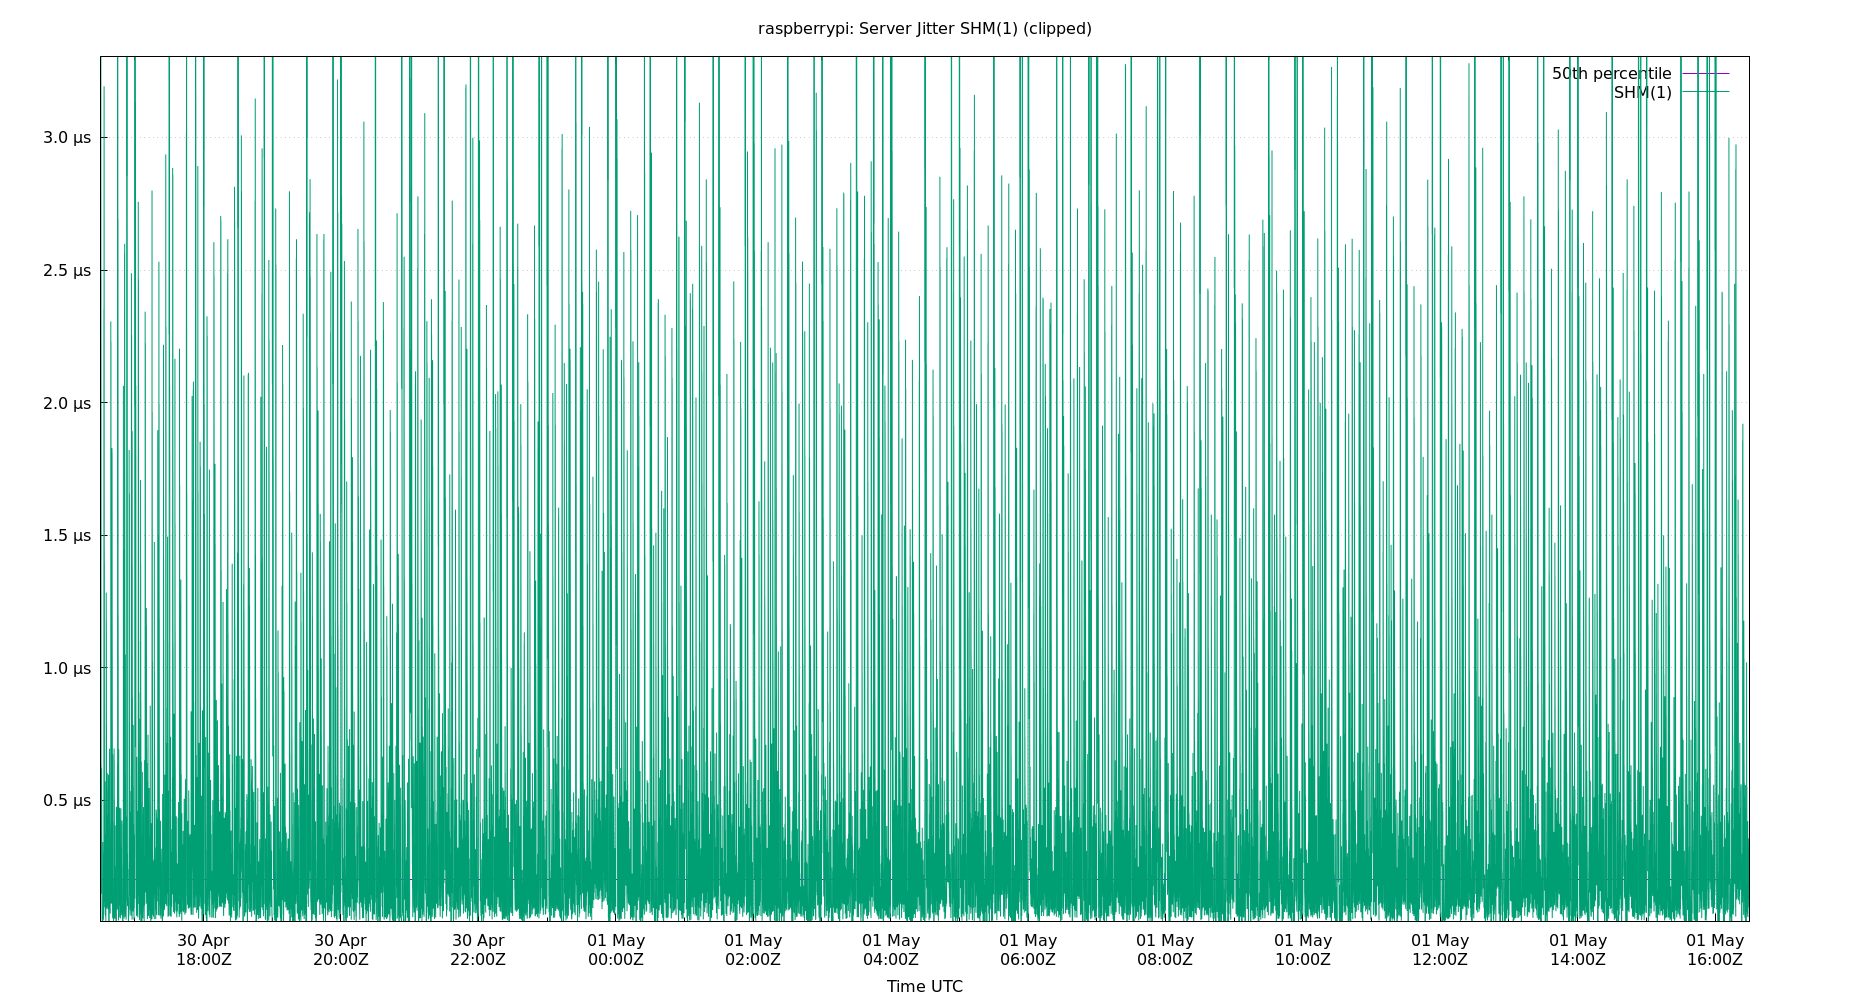 raspberrypi: Server Jitter SHM(1) (clipped)
50th percentile
SHM(1)
3.0 µs
2.5 µs
2.0 µs
1.5 µs
1.0 µs
0.5 µs
30 Apr 30 Apr 30 Apr 01 May 01 May 01 May 01 May 01 May 01 May 01 May 01 May 01 May
18:00Z 20:00Z 22:00Z 00:00Z 02:00Z 04:00Z 06:00Z 08:00Z 10:00Z 12:00Z 14:00Z 16:00Z
Time UTC